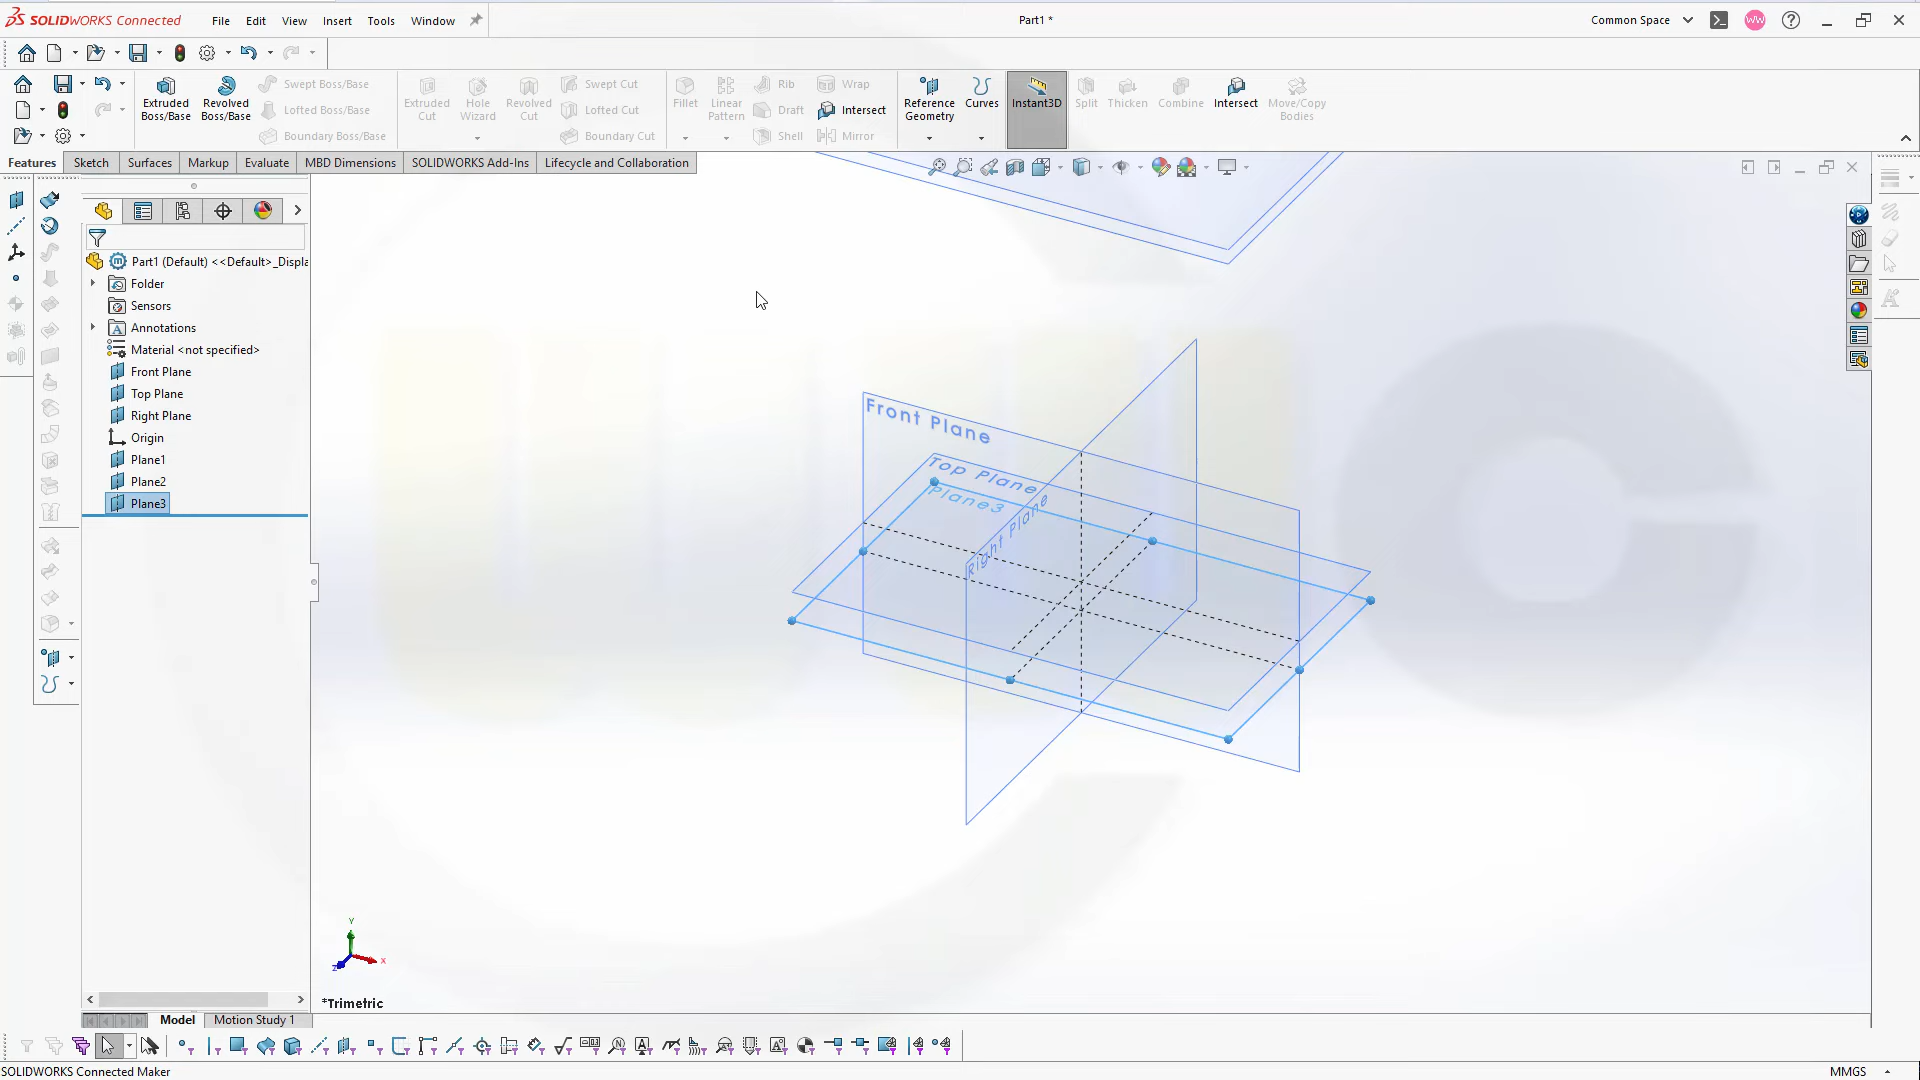 SOLIDWORKS Connected
File
Edit
View
Insert
Tools
Window
Part1 *
Common Space
WW
Extruded Boss/Base
Revolved Boss/Base
Swept Boss/Base
Lofted Boss/Base
Boundary Boss/Base
Extruded Cut
Hole Wizard
Revolved Cut
Swept Cut
Lofted Cut
Boundary Cut
Fillet
Linear Pattern
Rib
Draft
Shell
Wrap
Intersect
Mirror
Reference Geometry
Curves
Instant3D
Split
Thicken
Combine
Intersect
Move/Copy Bodies
Features
Sketch
Surfaces
Markup
Evaluate
MBD Dimensions
SOLIDWORKS Add-Ins
Lifecycle and Collaboration
Part1 (Default) <<Default>_Displa
Folder
Sensors
Annotations
Material <not specified>
Front Plane
Top Plane
Right Plane
Origin
Plane1
Plane2
Plane3
Front Plane
Top Plane
Plane3
Right Plane
Y
X
Z
*Trimetric
Model
Motion Study 1
SOLIDWORKS Connected Maker
MMGS